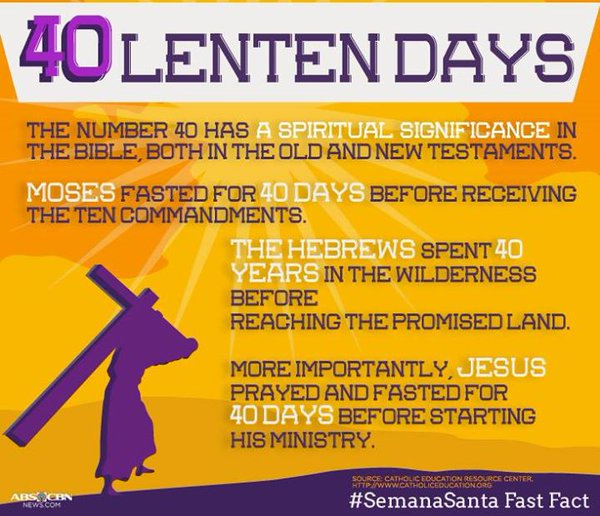 40 LENTEN DAYS
THE NUMBER 40 HAS A SPIRITUAL SIGNIFICANCE IN
THE BIBLE, BOTH IN THE OLD AND NEW TESTAMENTS.
MOSES FASTED FOR 40 DAYS BEFORE RECEIVING
THE TEN COMMANDMENTS.
THE HEBREWS SPENT 40
YEARS IN THE WILDERNESS
BEFORE
REACHING THE PROMISED LAND.
MORE IMPORTANTLY, JESUS
PRAYED AND FASTED FOR
40 DAYS BEFORE STARTING
HIS MINISTRY.
SOURCE: CATHOLIC EDUCATION RESOURCE CENTER,
HTTP://WWW.CATHOLICEDUCATION.ORG
ABS-CBN
NEWS.COM
#SemanaSanta Fast Fact